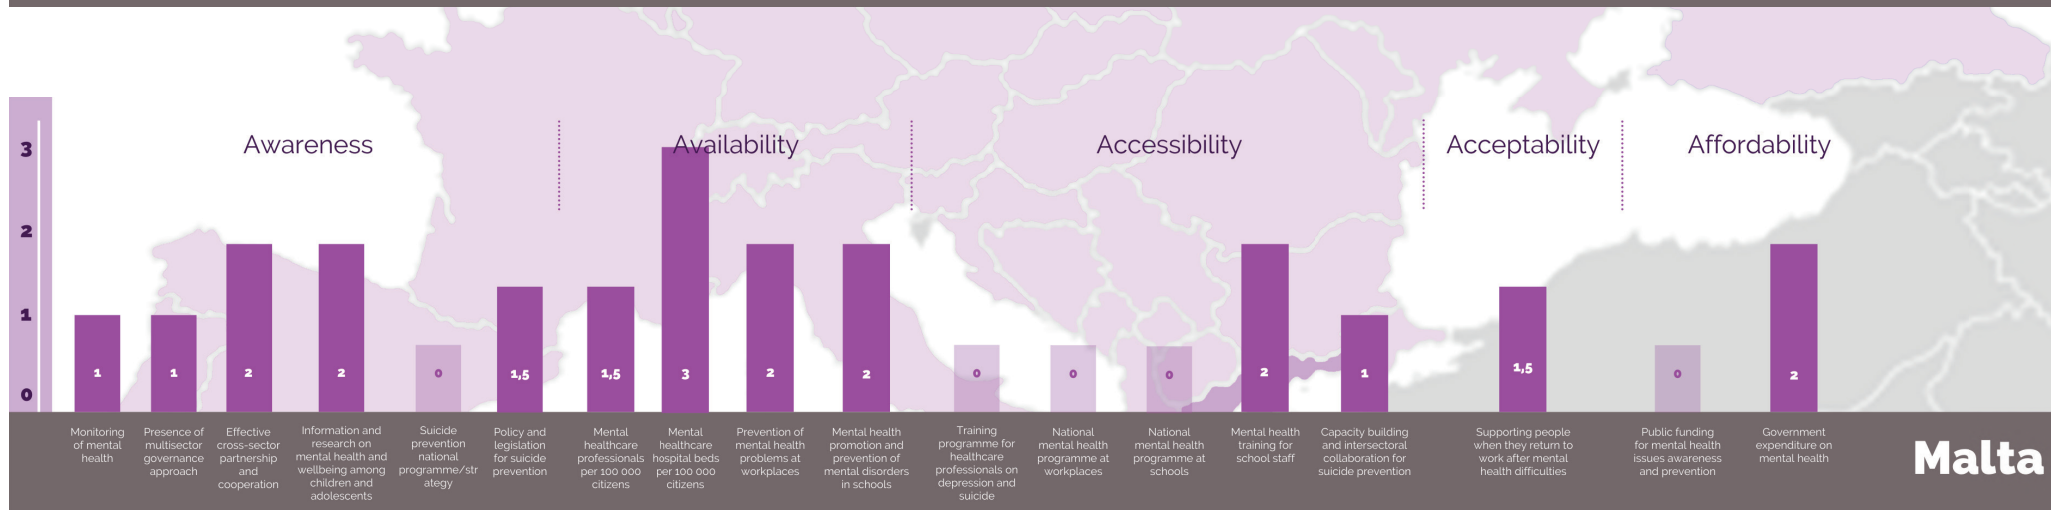 Awareness
Availability
Accessibility
Acceptability
Affordability
3
2
1
0
1
1
2
2
0
1,5
1,5
3
2
2
0
0
0
2
1
1,5
0
2
Monitoring
of mental
health
Presence of
multisector
governance
approach
Effective
cross-sector
partnership
and
cooperation
Information and
research on
mental health and
wellbeing among
children and
adolescents
Suicide
prevention
national
programme/str
ategy
Policy and
legislation
for suicide
prevention
Mental
healthcare
professionals
per 100 000
citizens
Mental
healthcare
hospital beds
per 100 000
citizens
Prevention of
mental health
problems at
workplaces
Mental health
promotion and
prevention of
mental disorders
in schools
Training
programme for
healthcare
professionals on
depression and
suicide
National
mental health
programme at
workplaces
National
mental health
programme at
schools
Mental health
training for
school staff
Capacity building
and intersectoral
collaboration for
suicide prevention
Supporting people
when they return to
work after mental
health difficulties
Public funding
for mental health
issues awareness
and prevention
Government
expenditure on
mental health
Malta